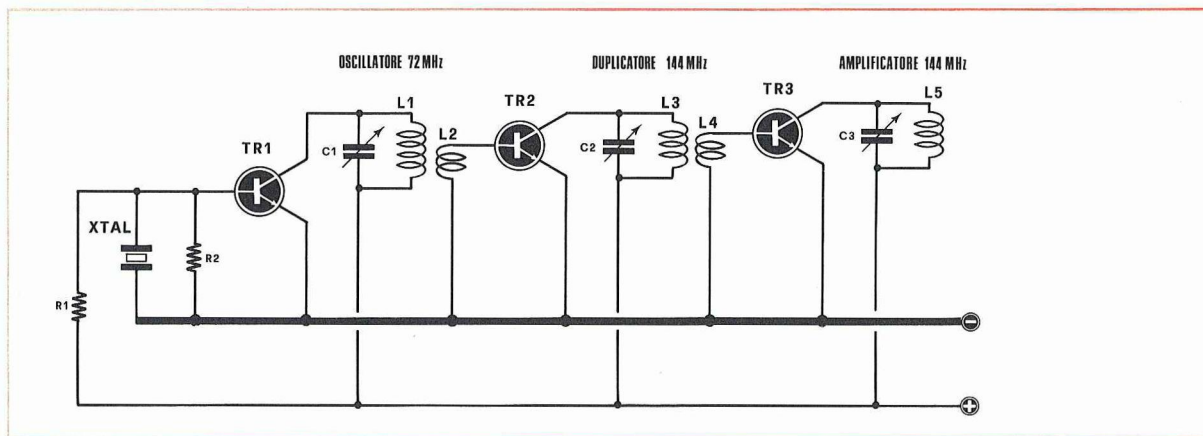 OSCILLATORE 72 MHz
DUPLICATORE 144 MHz
AMPLIFICATORE 144 MHz
TR1
C1
L1
L2
TR2
C2
L3
L4
TR3
C3
L5
XTAL
R1
R2
−
+